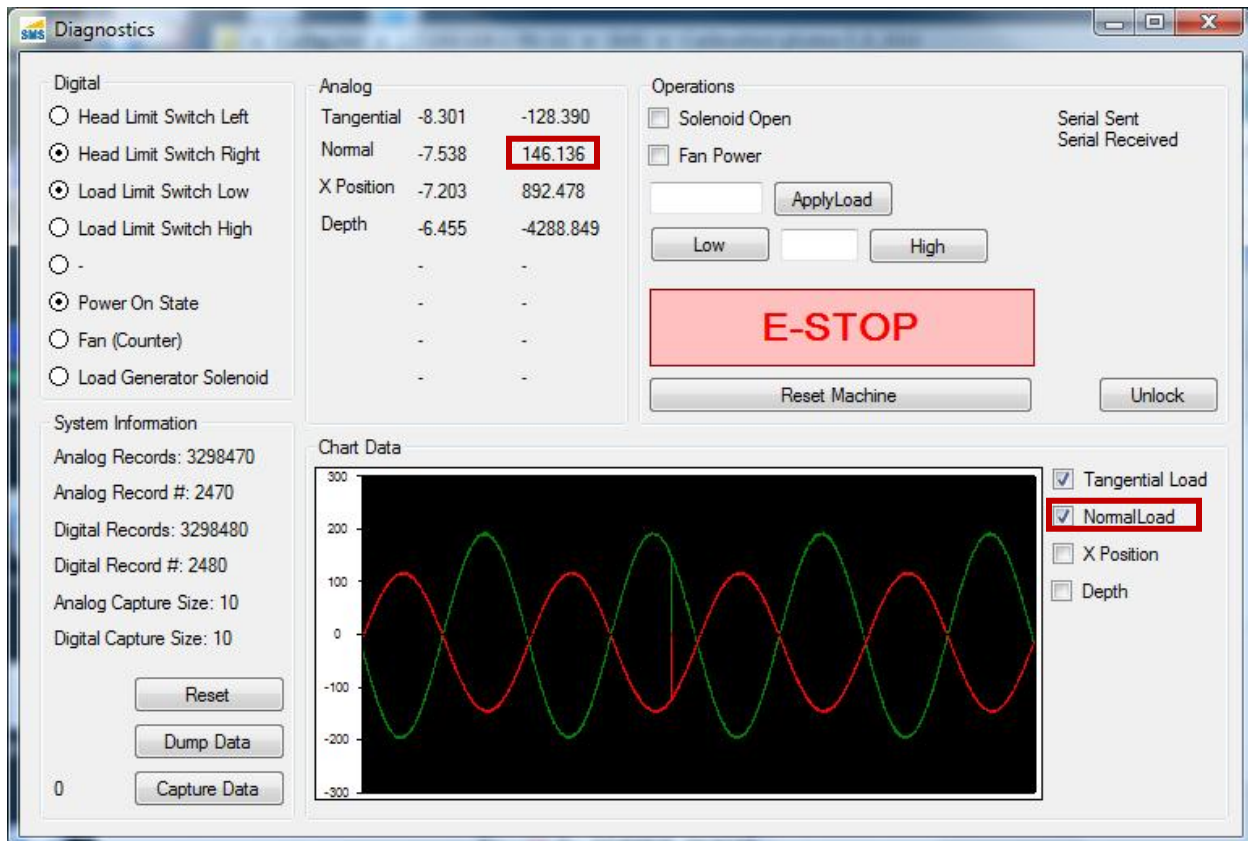 SMS Diagnostics
Digital
Head Limit Switch Left
Head Limit Switch Right
Load Limit Switch Low
Load Limit Switch High
-
Power On State
Fan (Counter)
Load Generator Solenoid
Analog
Tangential -8.301 -128.390
Normal -7.538 146.136
X Position -7.203 892.478
Depth -6.455 -4288.849
- -
- -
- -
- -
Operations
Solenoid Open
Fan Power
ApplyLoad
Low High
E-STOP
Reset Machine
Serial Sent
Serial Received
Unlock
System Information
Analog Records: 3298470
Analog Record #: 2470
Digital Records: 3298480
Digital Record #: 2480
Analog Capture Size: 10
Digital Capture Size: 10
Reset
Dump Data
0 Capture Data
Chart Data
300
200
100
0
-100
-200
-300
Tangential Load
NormalLoad
X Position
Depth